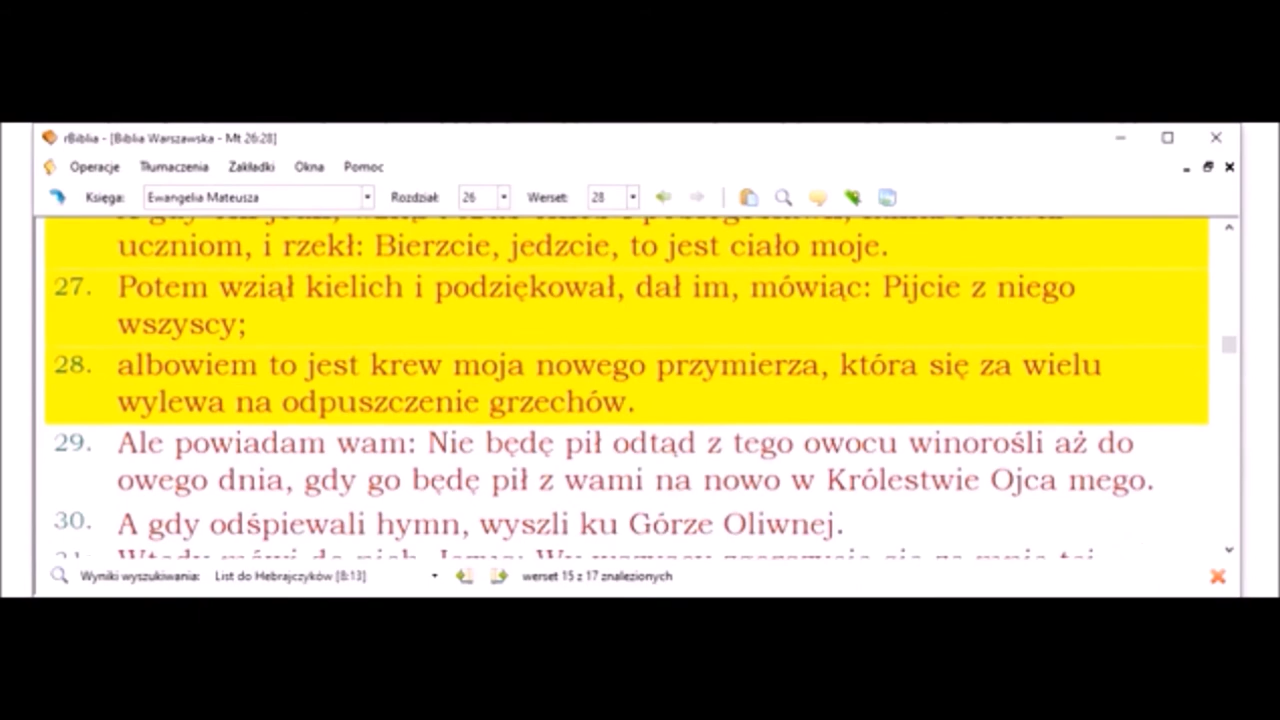 rBiblia - [Biblia Warszawska - Mt 26:28]
Operacje Tłumaczenia Zakładki Okna Pomoc
Księga: Ewangelia Mateusza Rozdział: 26 Werset: 28
uczniom, i rzekł: Bierzcie, jedzcie, to jest ciało moje.
27. Potem wziął kielich i podziękował, dał im, mówiąc: Pijcie z niego
wszyscy;
28. albowiem to jest krew moja nowego przymierza, która się za wielu
wylewa na odpuszczenie grzechów.
29. Ale powiadam wam: Nie będę pił odtąd z tego owocu winorośli aż do
owego dnia, gdy go będę pił z wami na nowo w Królestwie Ojca mego.
30. A gdy odśpiewali hymn, wyszli ku Górze Oliwnej.
Wyniki wyszukiwania: List do Hebrajczyków [8:13] werset 15 z 17 znalezionych